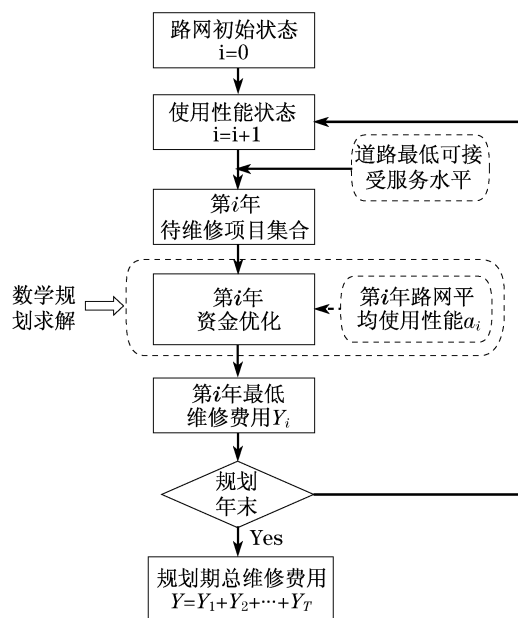 路网初始状态
i=0
使用性能状态
i=i+1
道路最低可接
受服务水平
第i年
待维修项目集合
数学规
划求解
第i年
资金优化
第i年路网平
均使用性能aᵢ
第i年最低
维修费用Yᵢ
规划
年末
Yes
规划期总维修费用
Y=Y₁+Y₂+···+Y_T